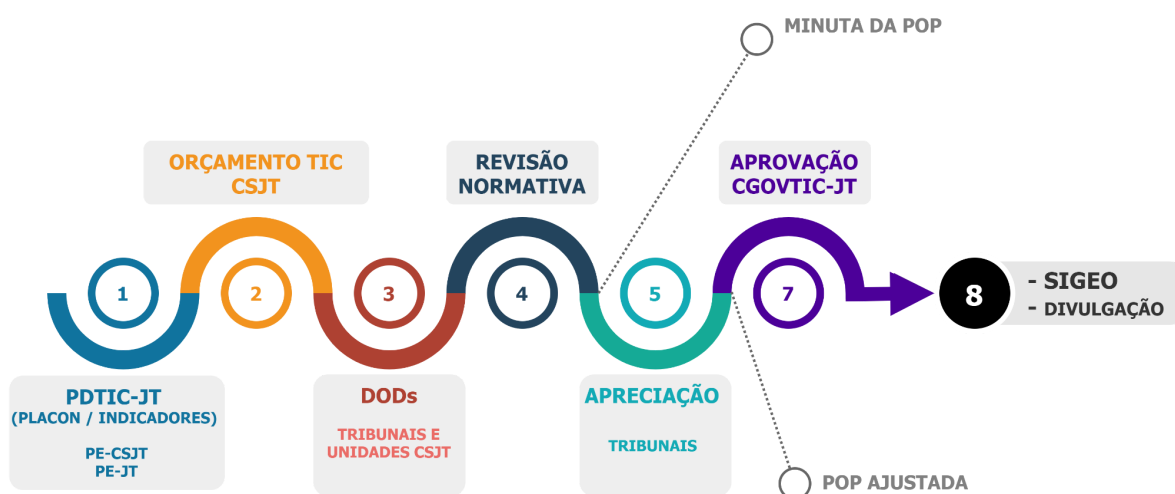 MINUTA DA POP
ORÇAMENTO TIC
CSJT
REVISÃO
NORMATIVA
APROVAÇÃO
CGOVTIC-JT
1
2
3
4
5
7
8
- SIGEO
- DIVULGAÇÃO
PDTIC-JT
(PLACON / INDICADORES)
PE-CSJT
PE-JT
DODs
TRIBUNAIS E
UNIDADES CSJT
APRECIAÇÃO
TRIBUNAIS
POP AJUSTADA